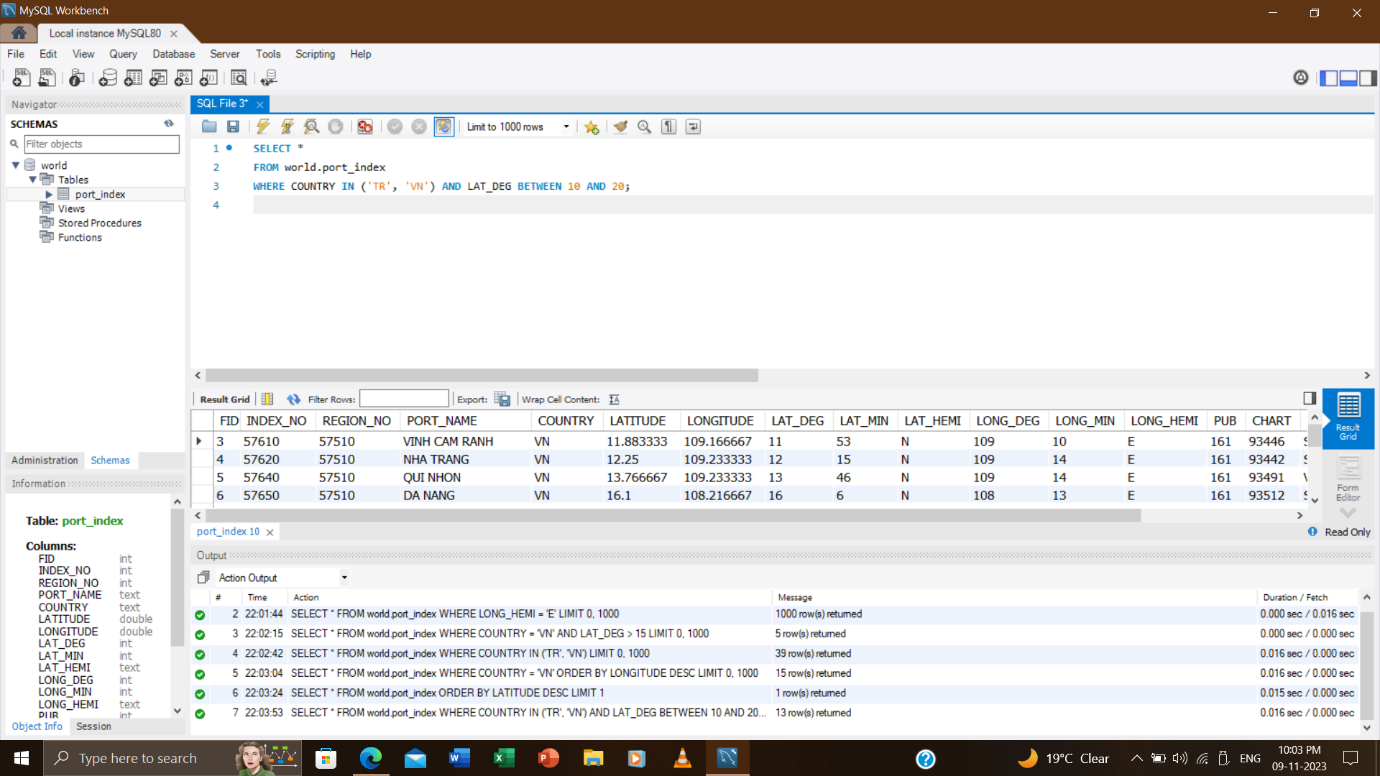 MySQL Workbench
Local instance MySQL80
File Edit View Query Database Server Tools Scripting Help
Navigator
SCHEMAS
Filter objects
world
Tables
port_index
Views
Stored Procedures
Functions
Administration Schemas
Information
Table: port_index
Columns:
FID int
INDEX_NO int
REGION_NO int
PORT_NAME text
COUNTRY text
LATITUDE double
LONGITUDE double
LAT_DEG int
LAT_MIN int
LAT_HEMI text
LONG_DEG int
LONG_MIN int
LONG_HEMI text
PUB int
Object Info Session
SQL File 3*
Limit to 1000 rows
1 SELECT *
2 FROM world.port_index
3 WHERE COUNTRY IN ('TR', 'VN') AND LAT_DEG BETWEEN 10 AND 20;
4
Result Grid Filter Rows: Export: Wrap Cell Content:
FID INDEX_NO REGION_NO PORT_NAME COUNTRY LATITUDE LONGITUDE LAT_DEG LAT_MIN LAT_HEMI LONG_DEG LONG_MIN LONG_HEMI PUB CHART
3 57610 57510 VINH CAM RANH VN 11.883333 109.166667 11 53 N 109 10 E 161 93446
4 57620 57510 NHA TRANG VN 12.25 109.233333 12 15 N 109 14 E 161 93442
5 57640 57510 QUI NHON VN 13.766667 109.233333 13 46 N 109 14 E 161 93491
6 57650 57510 DA NANG VN 16.1 108.216667 16 6 N 108 13 E 161 93512
Result
Grid
Form
Editor
port_index 10
Read Only
Output
Action Output
# Time Action Message Duration / Fetch
2 22:01:44 SELECT * FROM world.port_index WHERE LONG_HEMI = 'E' LIMIT 0, 1000 1000 row(s) returned 0.000 sec / 0.016 sec
3 22:02:15 SELECT * FROM world.port_index WHERE COUNTRY = 'VN' AND LAT_DEG > 15 LIMIT 0, 1000 5 row(s) returned 0.000 sec / 0.000 sec
4 22:02:42 SELECT * FROM world.port_index WHERE COUNTRY IN ('TR', 'VN') LIMIT 0, 1000 39 row(s) returned 0.016 sec / 0.000 sec
5 22:03:04 SELECT * FROM world.port_index WHERE COUNTRY = 'VN' ORDER BY LONGITUDE DESC LIMIT 0, 1000 15 row(s) returned 0.016 sec / 0.000 sec
6 22:03:24 SELECT * FROM world.port_index ORDER BY LATITUDE DESC LIMIT 1 1 row(s) returned 0.015 sec / 0.000 sec
7 22:03:53 SELECT * FROM world.port_index WHERE COUNTRY IN ('TR', 'VN') AND LAT_DEG BETWEEN 10 AND 20... 13 row(s) returned 0.016 sec / 0.000 sec
Type here to search
19°C Clear
ENG
10:03 PM
09-11-2023